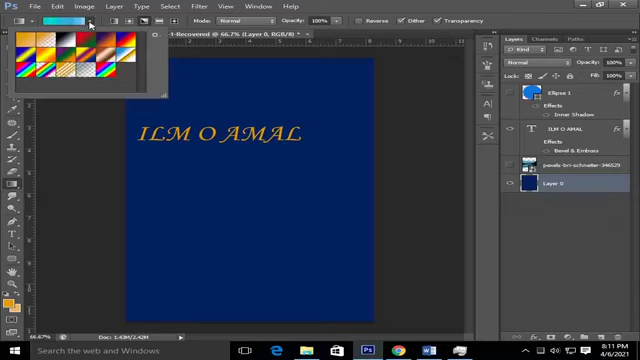 Ps File Edit Image Layer Type Select Filter View Window Help
Mode: Normal Opacity: 100% Reverse Dither Transparency
1-Recovered @ 66.7% (Layer 0, RGB/8) ×
Layers Channels Paths
Kind
Normal Opacity: 100%
Lock: Fill: 100%
Ellipse 1 fx
Effects
Inner Shadow
T ILM O AMAL fx
Effects
Bevel & Emboss
pexels-bri-schneiter-346529
Layer 0
ILM O AMAL
66.67% Doc: 1.43M/2.42M
Search the web and Windows
8:11 PM
4/6/2021